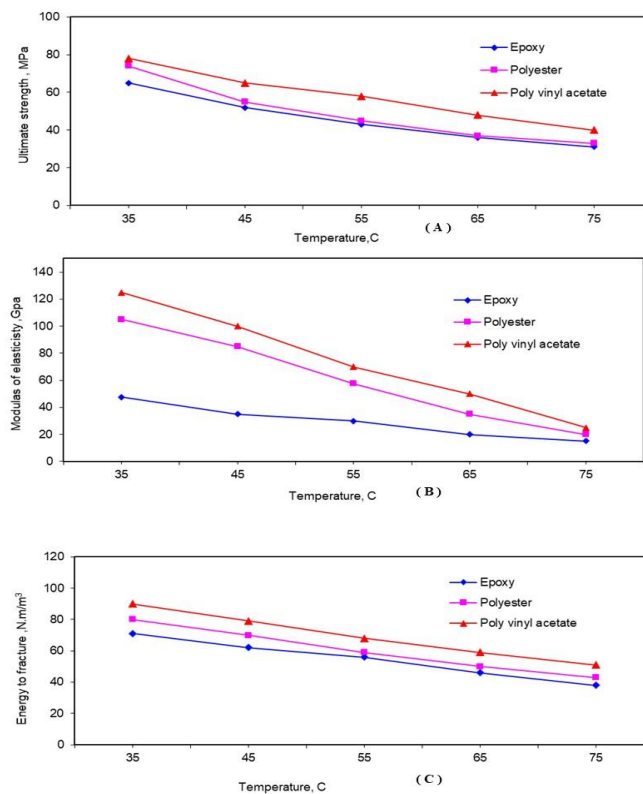 100
80
60
40
20
0
Ultimate strength , MPa
Epoxy
Polyester
Poly vinyl acetate
35 45 55 65 75
Temperature,C
( A )
140
120
100
80
60
40
20
0
Modulas of elasticisty ,Gpa
Epoxy
Polyester
Poly vinyl acetate
35 45 55 65 75
Temperature, C
( B )
120
100
80
60
40
20
0
Energy to fracture ,N.m/m³
Epoxy
Polyester
Poly vinyl acetate
35 45 55 65 75
Temperature, C
( C )